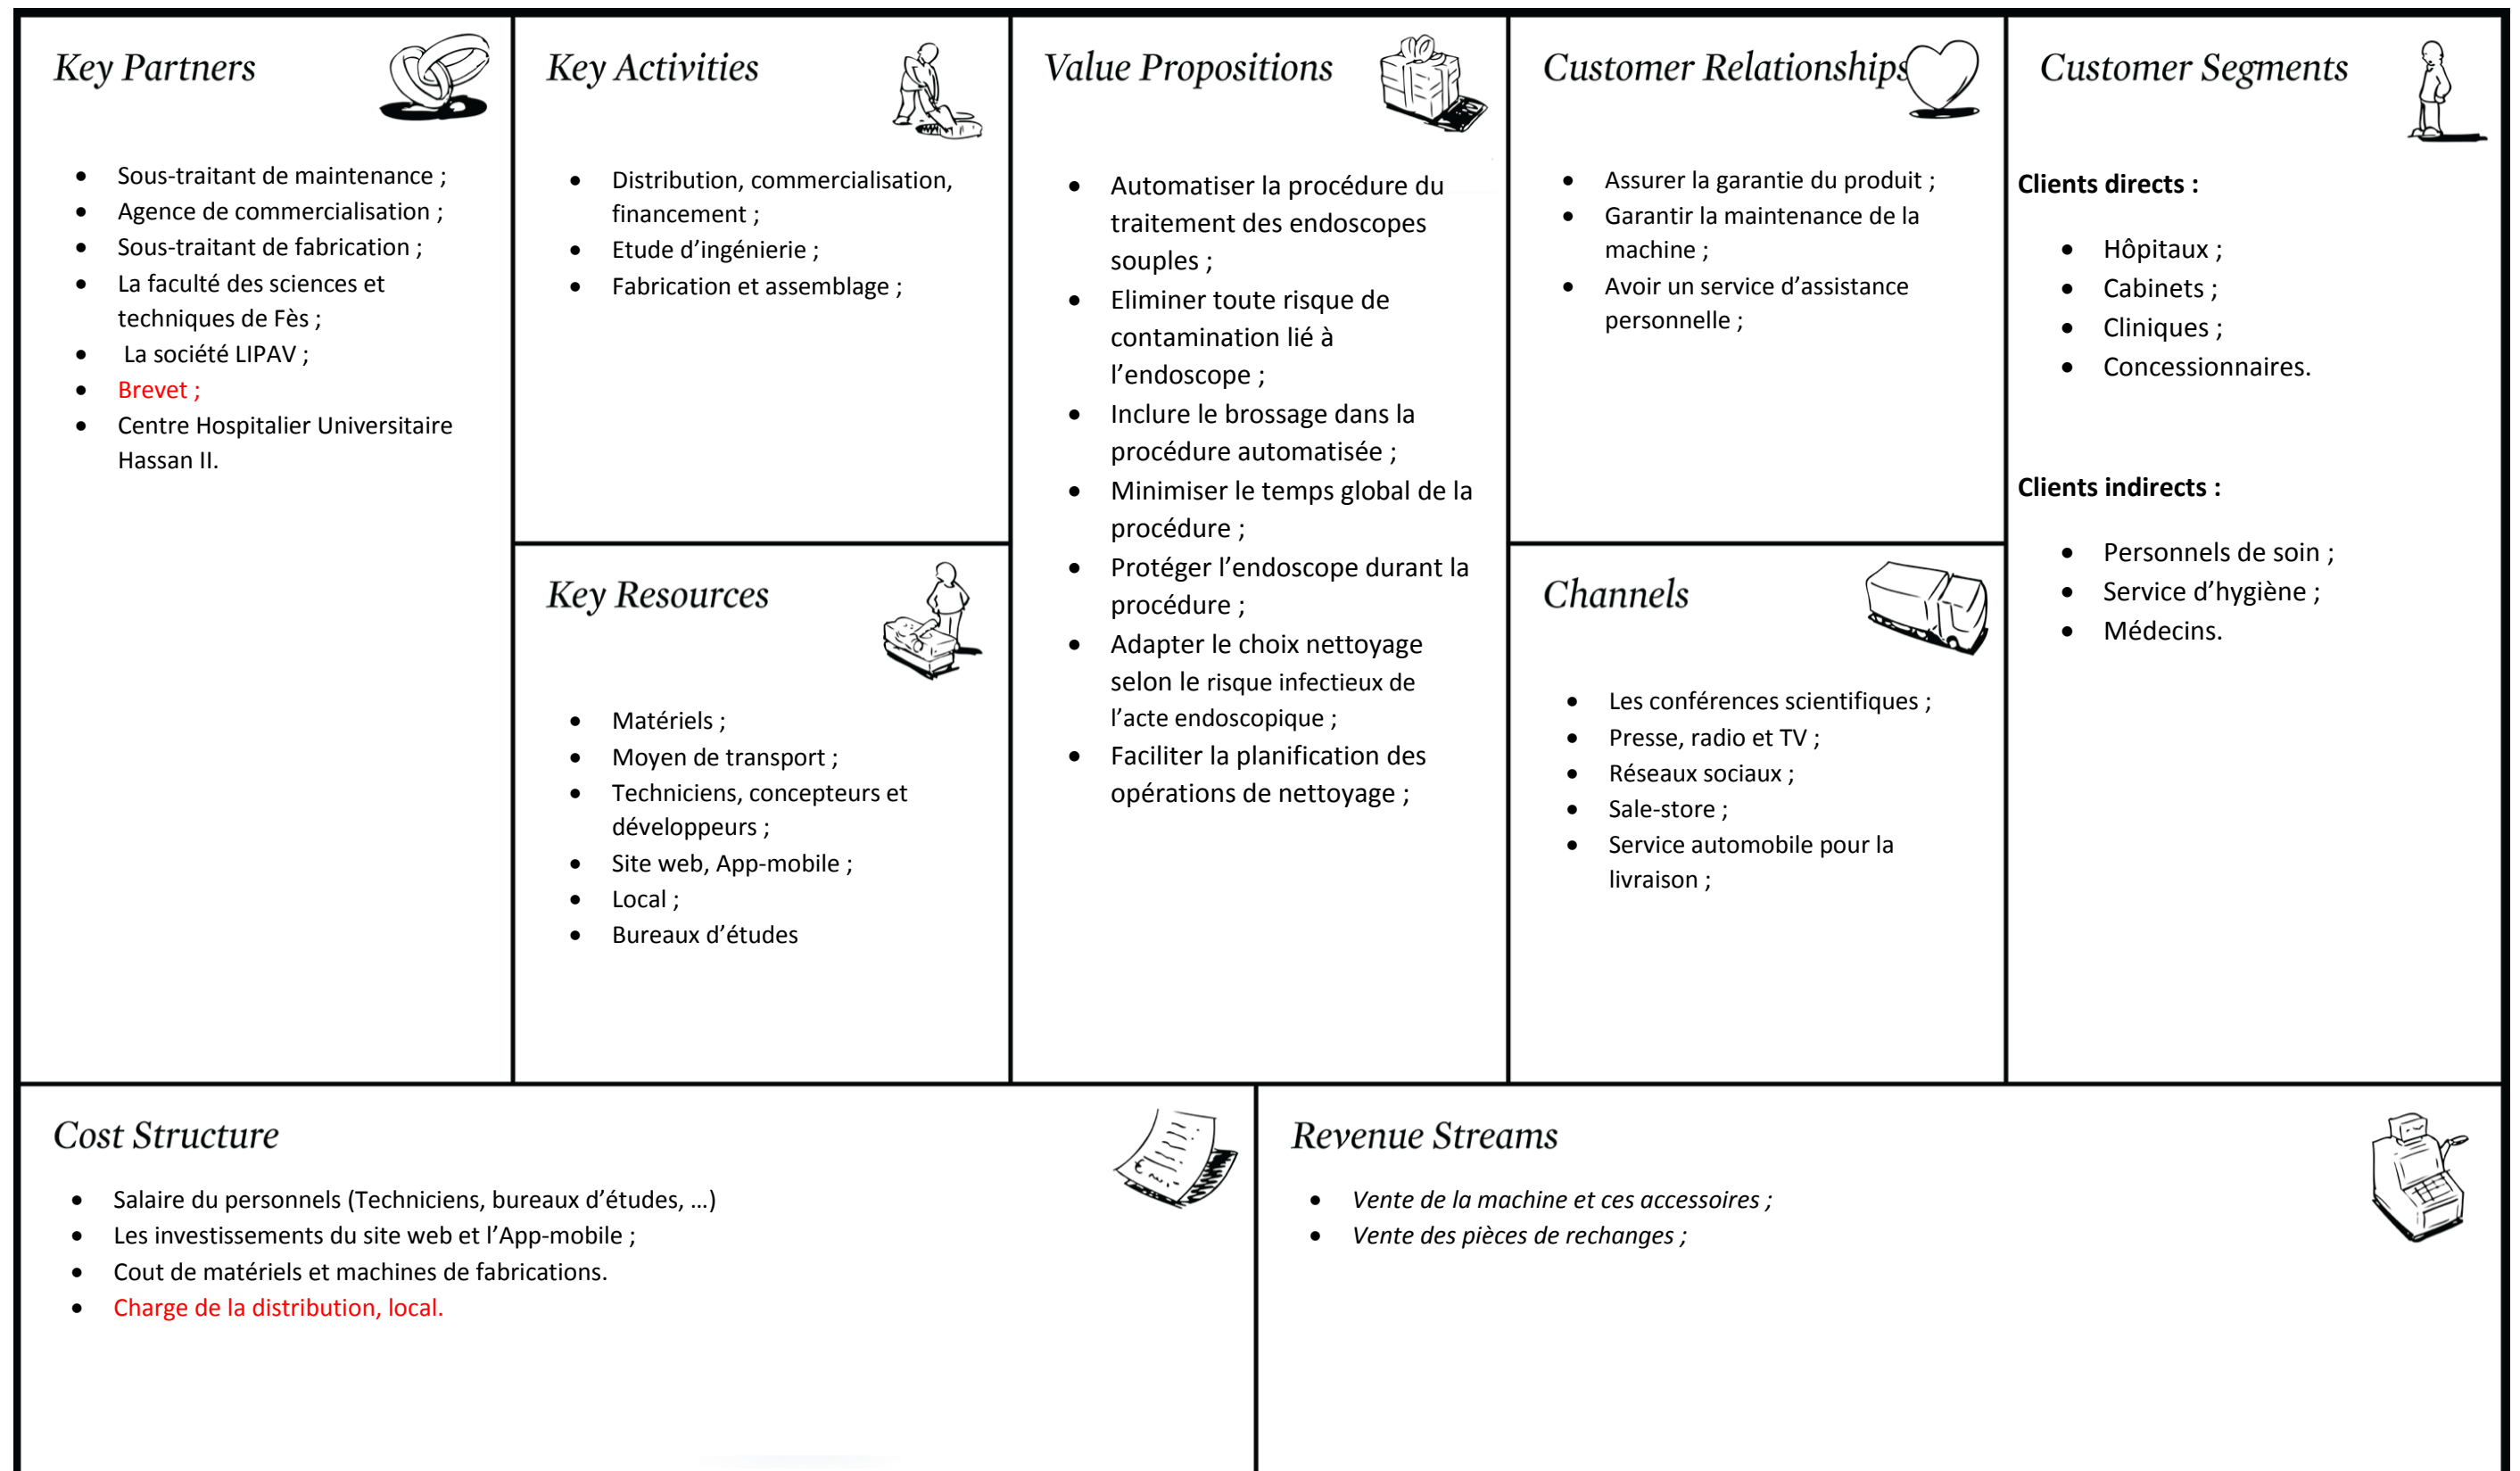 Key Partners
• Sous-traitant de maintenance ;
• Agence de commercialisation ;
• Sous-traitant de fabrication ;
• La faculté des sciences et
techniques de Fès ;
• La société LIPAV ;
• Brevet ;
• Centre Hospitalier Universitaire
Hassan II.
Key Activities
• Distribution, commercialisation,
financement ;
• Etude d’ingénierie ;
• Fabrication et assemblage ;
Key Resources
• Matériels ;
• Moyen de transport ;
• Techniciens, concepteurs et
développeurs ;
• Site web, App-mobile ;
• Local ;
• Bureaux d’études
Value Propositions
• Automatiser la procédure du
traitement des endoscopes
souples ;
• Eliminer toute risque de
contamination lié à
l’endoscope ;
• Inclure le brossage dans la
procédure automatisée ;
• Minimiser le temps global de la
procédure ;
• Protéger l’endoscope durant la
procédure ;
• Adapter le choix nettoyage
selon le risque infectieux de
l’acte endoscopique ;
• Faciliter la planification des
opérations de nettoyage ;
Customer Relationships
• Assurer la garantie du produit ;
• Garantir la maintenance de la
machine ;
• Avoir un service d’assistance
personnelle ;
Channels
• Les conférences scientifiques ;
• Presse, radio et TV ;
• Réseaux sociaux ;
• Sale-store ;
• Service automobile pour la
livraison ;
Customer Segments
Clients directs :
• Hôpitaux ;
• Cabinets ;
• Cliniques ;
• Concessionnaires.
Clients indirects :
• Personnels de soin ;
• Service d’hygiène ;
• Médecins.
Cost Structure
• Salaire du personnels (Techniciens, bureaux d’études, …)
• Les investissements du site web et l’App-mobile ;
• Cout de matériels et machines de fabrications.
• Charge de la distribution, local.
Revenue Streams
• Vente de la machine et ces accessoires ;
• Vente des pièces de rechanges ;